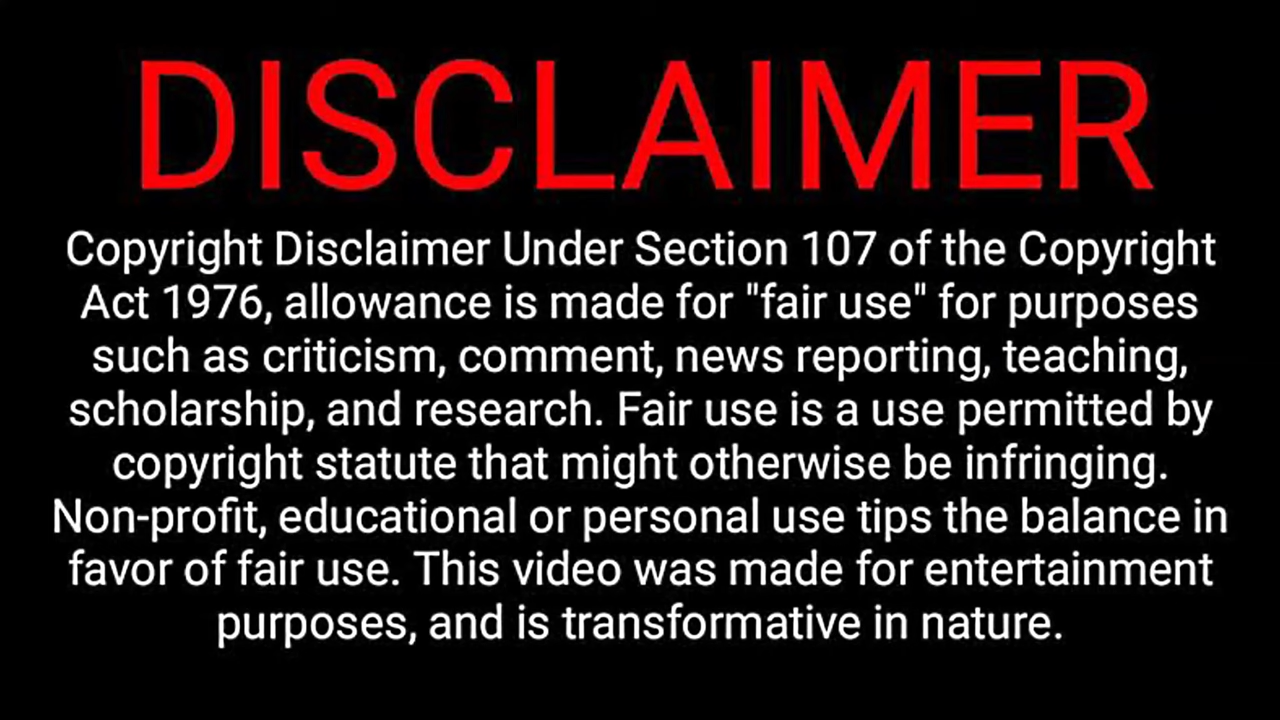 DISCLAIMER
Copyright Disclaimer Under Section 107 of the Copyright
Act 1976, allowance is made for "fair use" for purposes
such as criticism, comment, news reporting, teaching,
scholarship, and research. Fair use is a use permitted by
copyright statute that might otherwise be infringing.
Non-profit, educational or personal use tips the balance in
favor of fair use. This video was made for entertainment
purposes, and is transformative in nature.